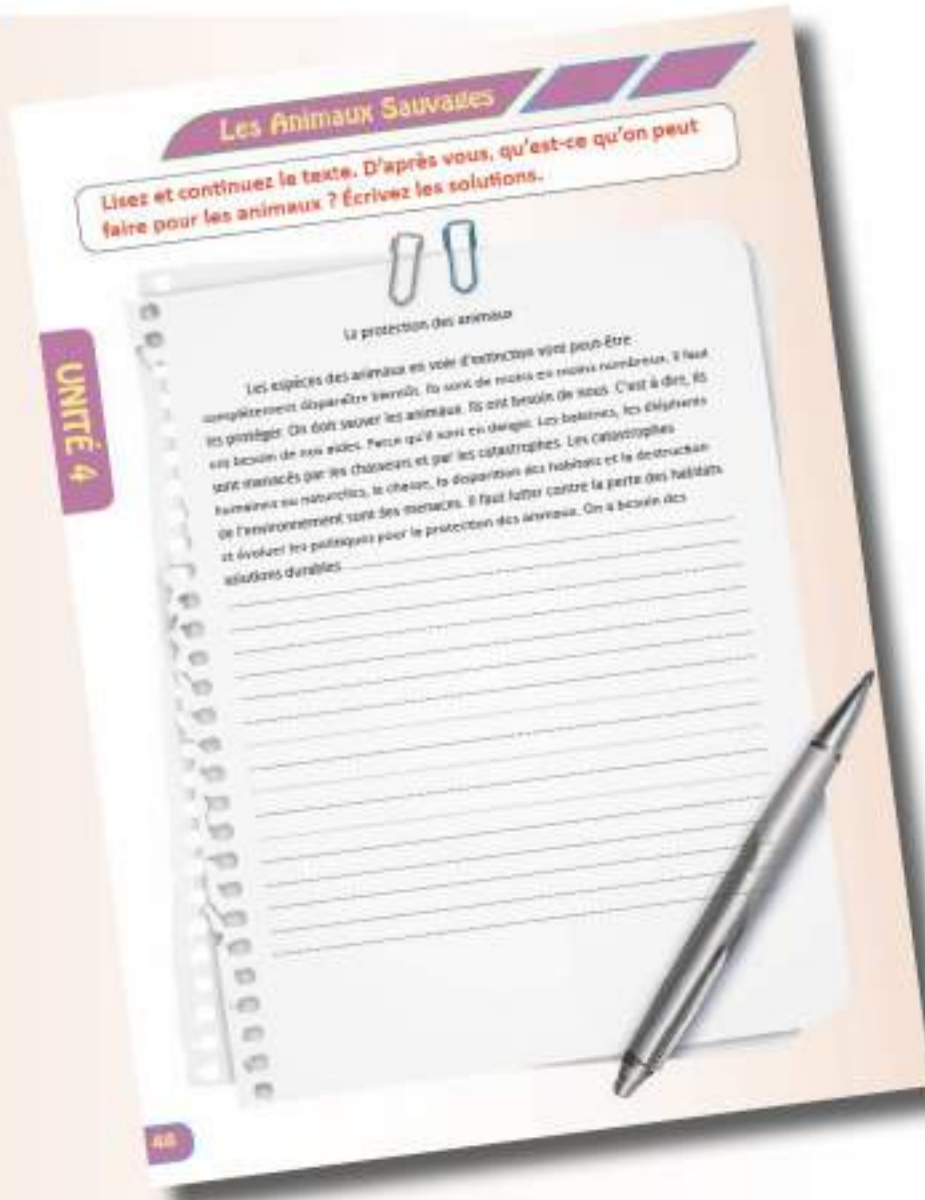 Les Animaux Sauvages
Lisez et continuez le texte. D'après vous, qu'est-ce qu'on peut
faire pour les animaux ? Écrivez les solutions.
UNITÉ 4
La protection des animaux
Les espèces des animaux en voie d'extinction vont peut-être
complètement disparaître bientôt. Ils sont de moins en moins nombreux. Il faut
les protéger. On doit sauver les animaux. Ils ont besoin de nous. C'est à dire, ils
ont besoin de nos aides. Parce qu'il sont en danger. Les baleines, les éléphants
sont menacés par les chasseurs et par les catastrophes. Les catastrophes
humaines ou naturelles, la chasse, la disparition des habitats et la destruction
de l'environnement sont des menaces. Il faut lutter contre la perte des habitats
et évoluer les politiques pour la protection des animaux. On a besoin des
solutions durables